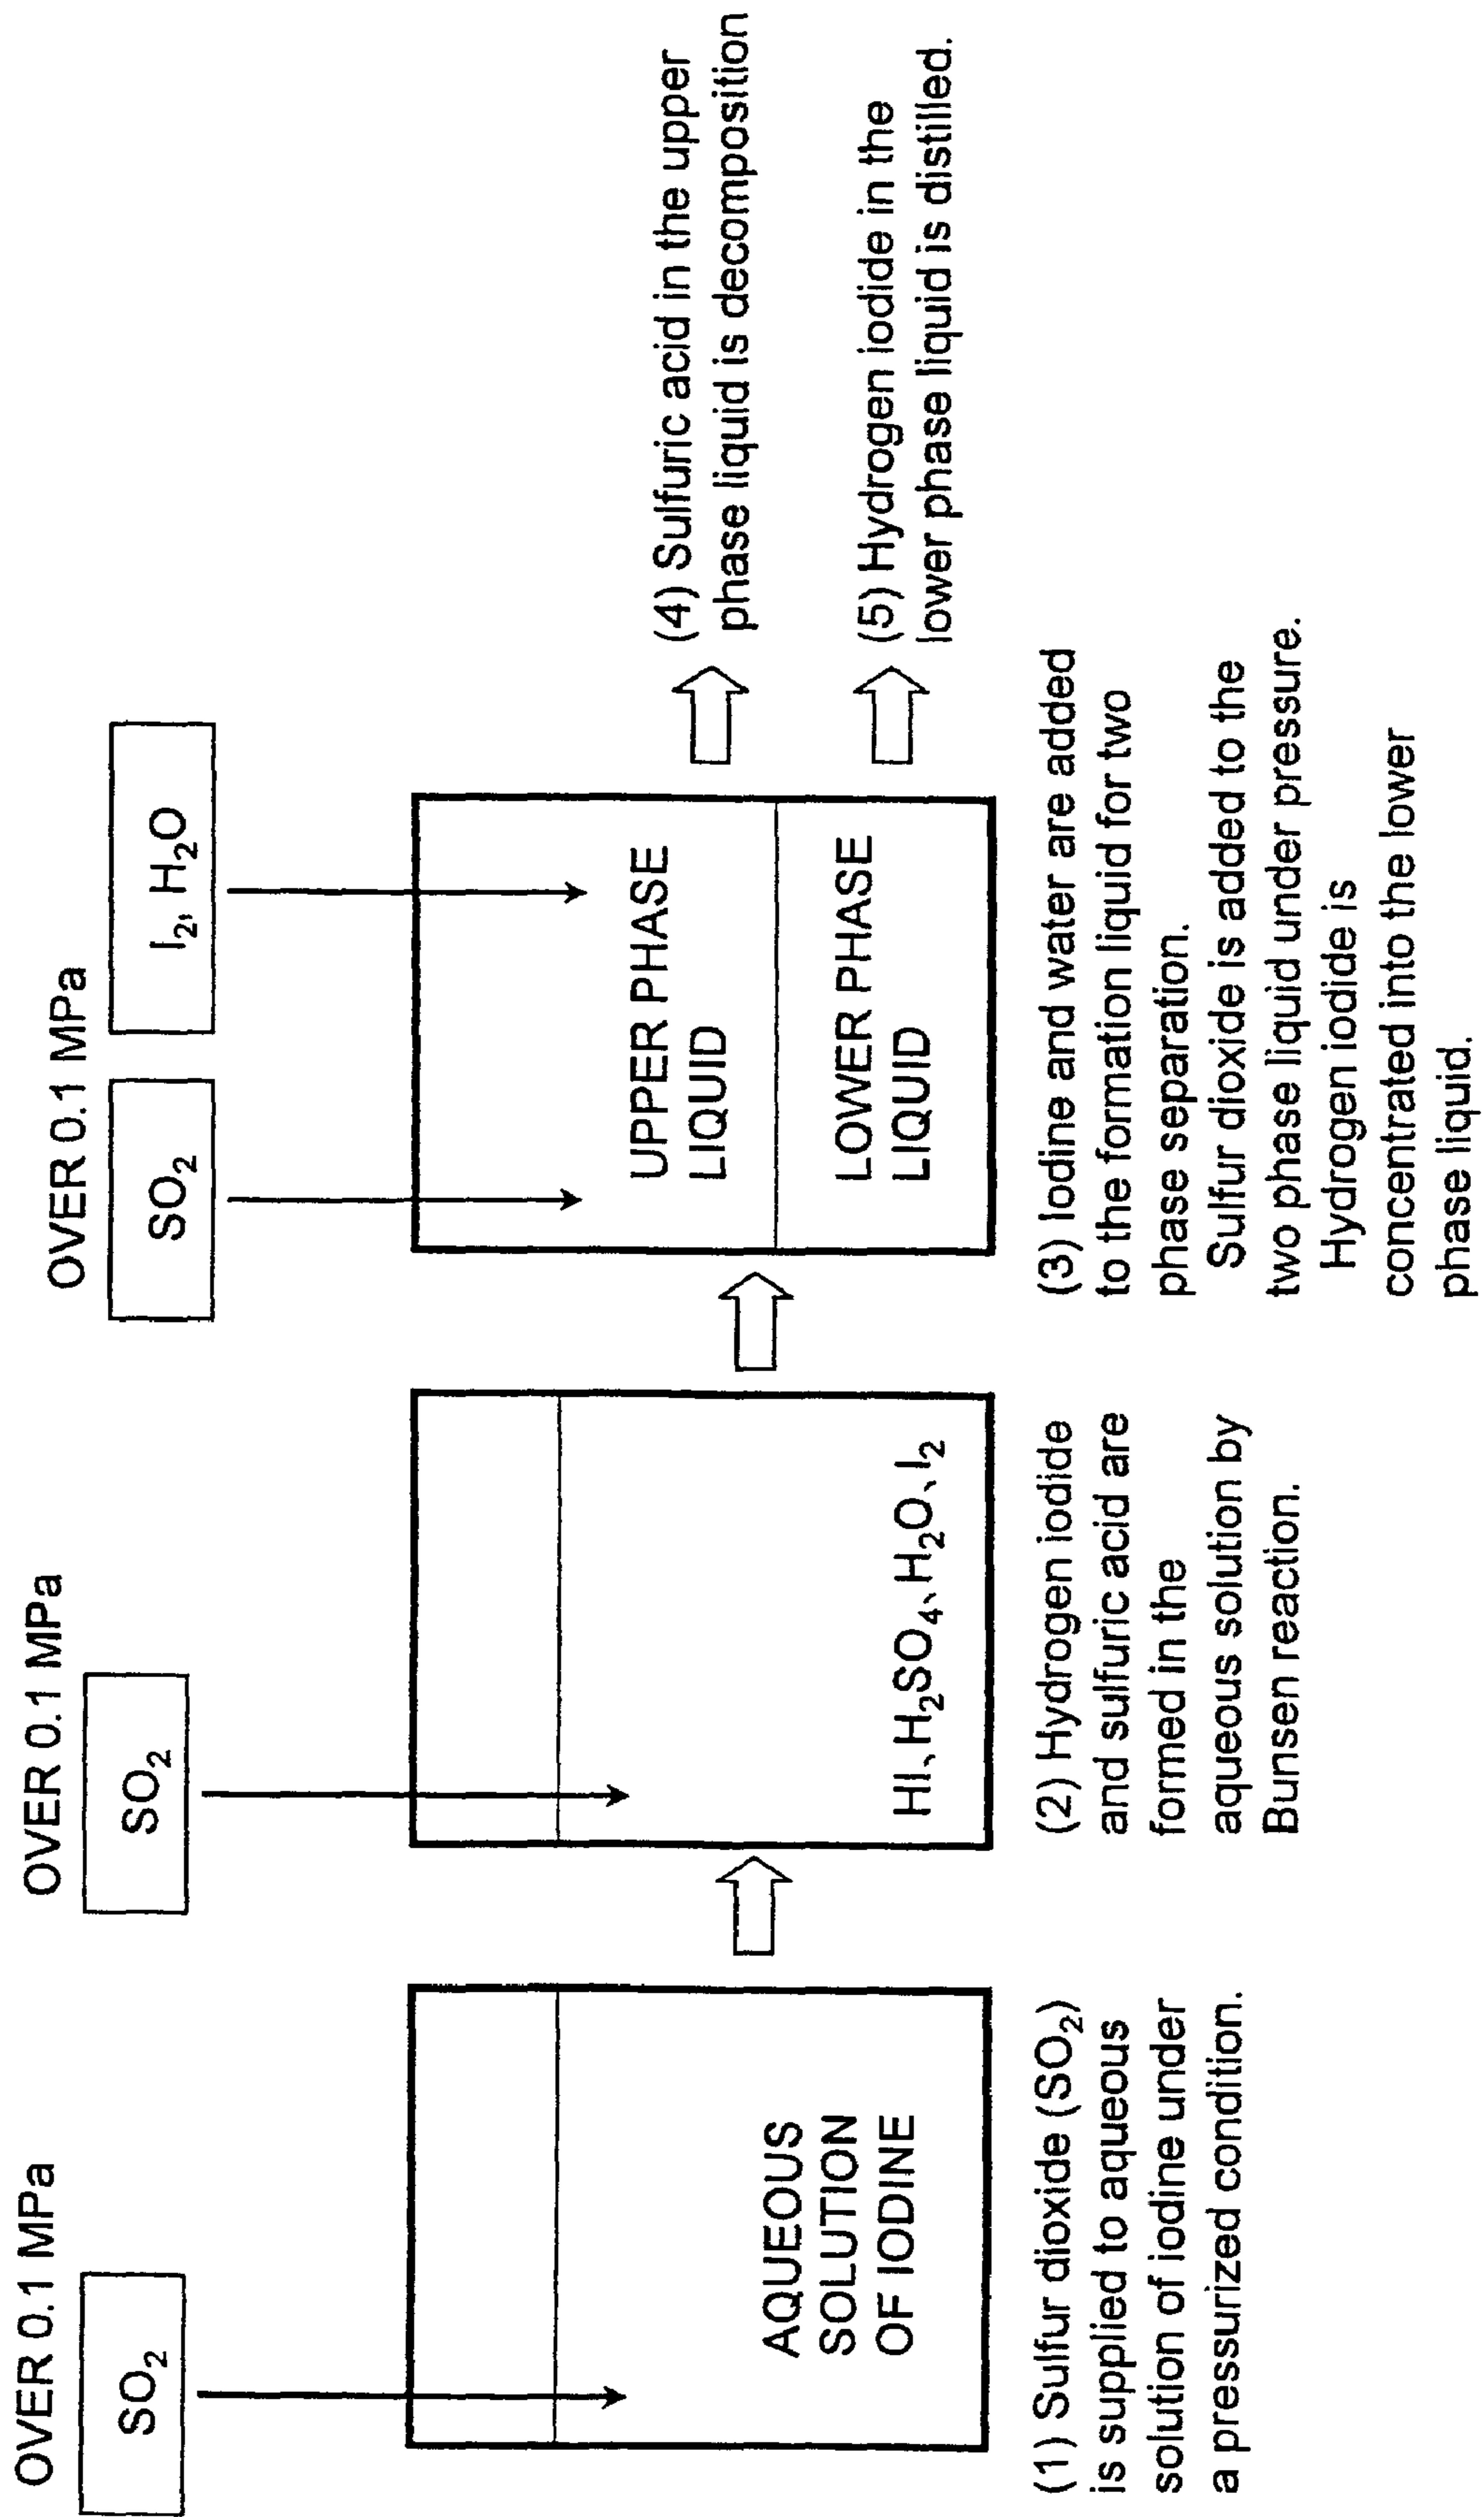 OVER 0.1 MPa
SO₂
AQUEOUS
SOLUTION
OF IODINE
(1) Sulfur dioxide (SO₂)
is supplied to aqueous
solution of iodine under
a pressurized condition.
OVER 0.1 MPa
SO₂
HI、H₂SO₄、H₂O、I₂
(2) Hydrogen iodide
and sulfuric acid are
formed in the
aqueous solution by
Bunsen reaction.
OVER 0.1 MPa
SO₂
I₂, H₂O
UPPER PHASE
LIQUID
LOWER PHASE
LIQUID
(3) Iodine and water are added
to the formation liquid for two
phase separation.
Sulfur dioxide is added to the
two phase liquid under pressure.
Hydrogen iodide is
concentrated into the lower
phase liquid.
(4) Sulfuric acid in the upper
phase liquid is decomposition
(5) Hydrogen iodide in the
lower phase liquid is distilled.